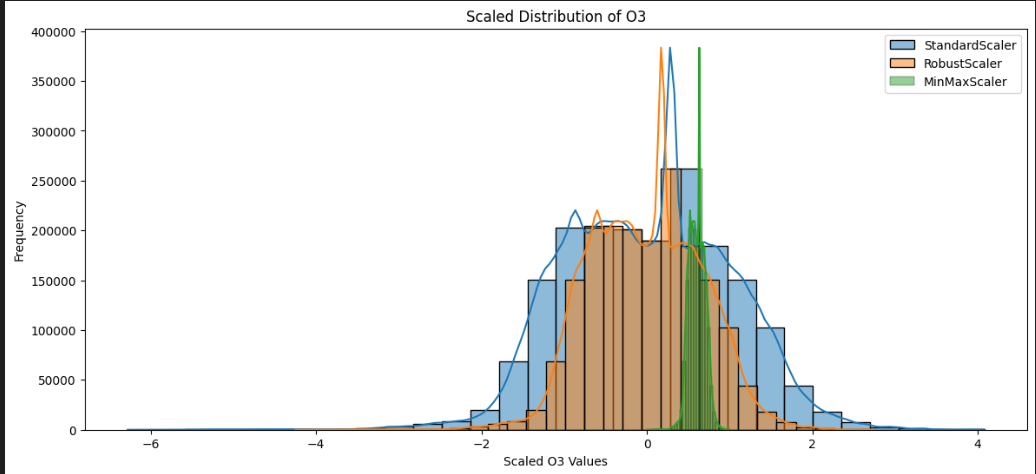 Scaled Distribution of O3
StandardScaler
RobustScaler
MinMaxScaler
Frequency
400000
350000
300000
250000
200000
150000
100000
50000
0
−6
−4
−2
0
2
4
Scaled O3 Values